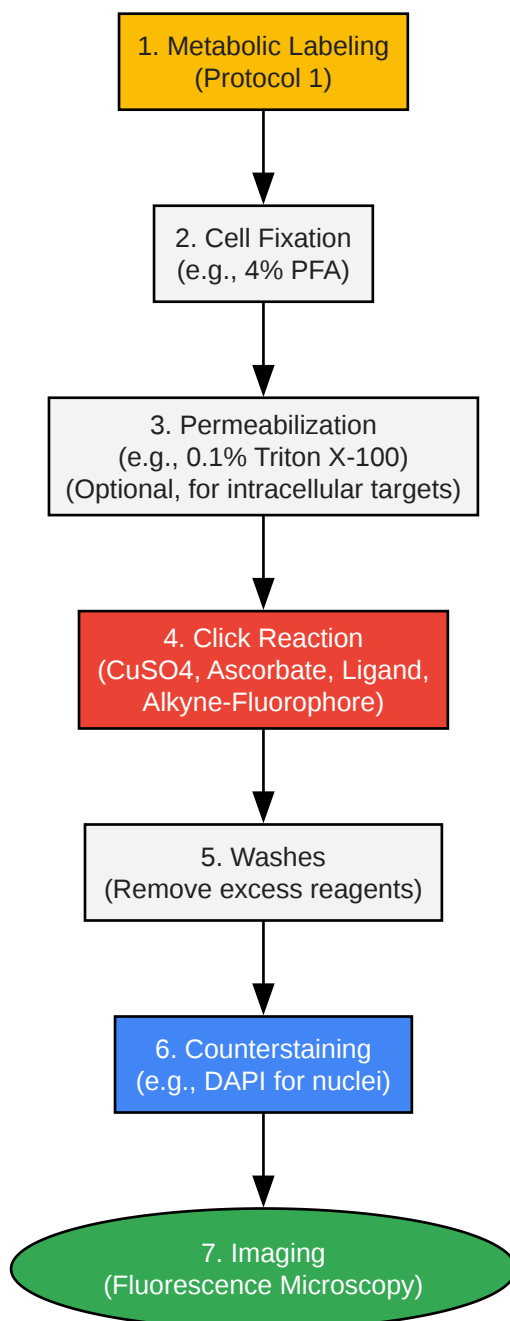 1. Metabolic Labeling
(Protocol 1)
2. Cell Fixation
(e.g., 4% PFA)
3. Permeabilization
(e.g., 0.1% Triton X-100)
(Optional, for intracellular targets)
4. Click Reaction
(CuSO4, Ascorbate, Ligand,
Alkyne-Fluorophore)
5. Washes
(Remove excess reagents)
6. Counterstaining
(e.g., DAPI for nuclei)
7. Imaging
(Fluorescence Microscopy)